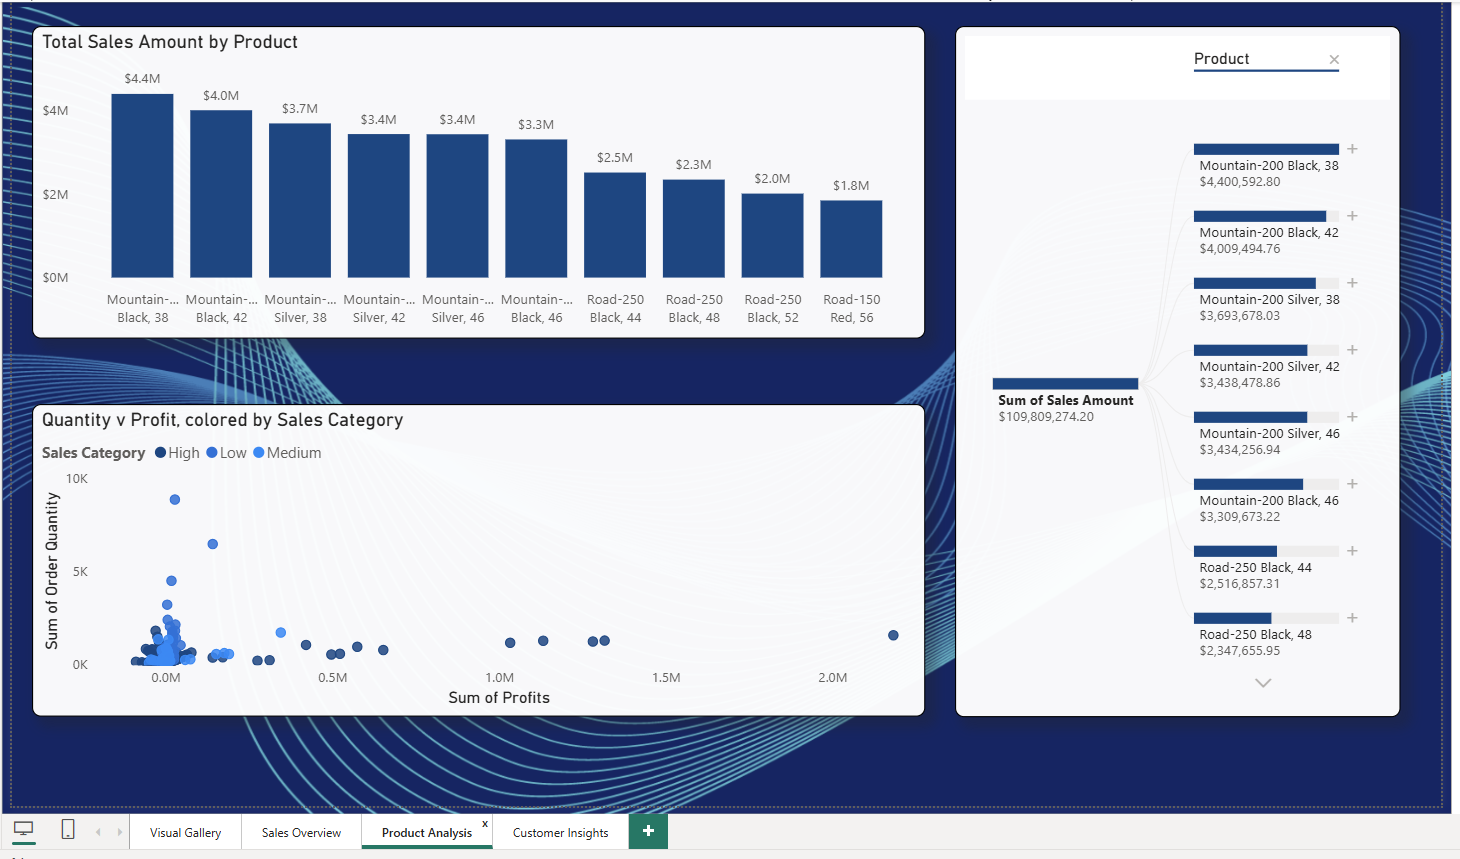 Total Sales Amount by Product
$4M
$2M
$0M
$4.4M
$4.0M
$3.7M
$3.4M
$3.4M
$3.3M
$2.5M
$2.3M
$2.0M
$1.8M
Mountain-...
Black, 38
Mountain-...
Black, 42
Mountain-...
Silver, 38
Mountain-...
Silver, 42
Mountain-...
Silver, 46
Mountain-...
Black, 46
Road-250
Black, 44
Road-250
Black, 48
Road-250
Black, 52
Road-150
Red, 56
Quantity v Profit, colored by Sales Category
Sales Category High Low Medium
Sum of Order Quantity
10K
5K
0K
0.0M
0.5M
1.0M
1.5M
2.0M
Sum of Profits
Product
Sum of Sales Amount
$109,809,274.20
Mountain-200 Black, 38
$4,400,592.80
Mountain-200 Black, 42
$4,009,494.76
Mountain-200 Silver, 38
$3,693,678.03
Mountain-200 Silver, 42
$3,438,478.86
Mountain-200 Silver, 46
$3,434,256.94
Mountain-200 Black, 46
$3,309,673.22
Road-250 Black, 44
$2,516,857.31
Road-250 Black, 48
$2,347,655.95
Visual Gallery
Sales Overview
Product Analysis
x
Customer Insights
+